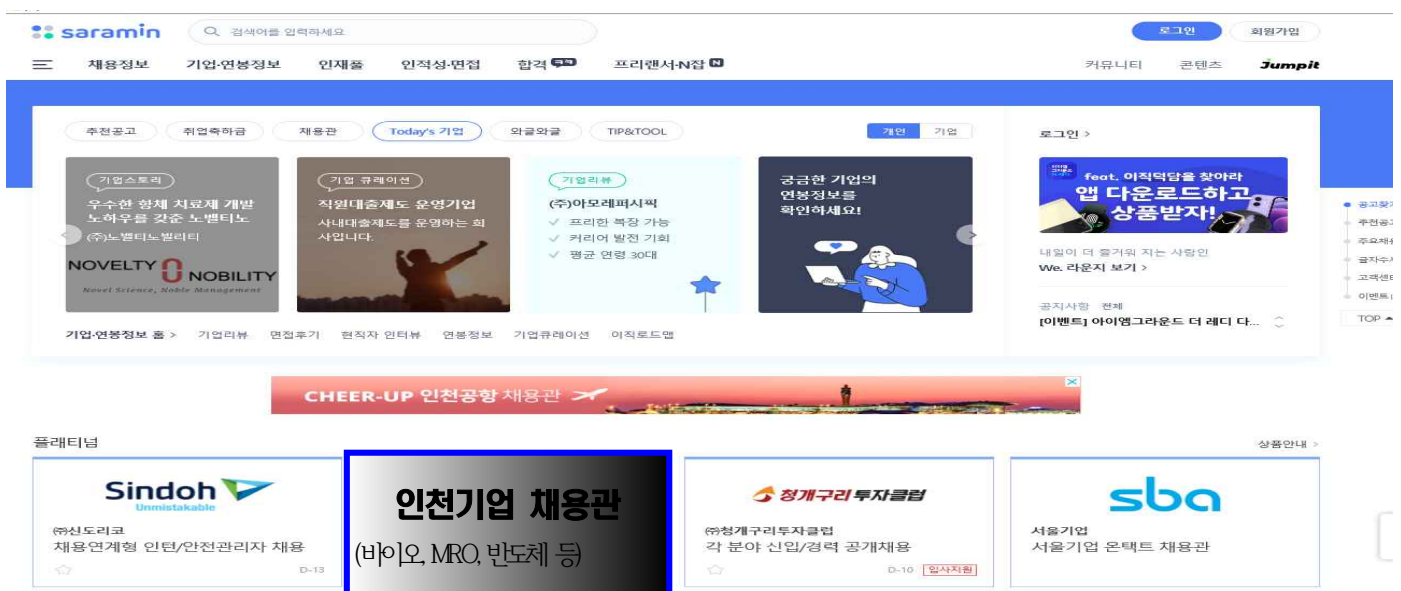 saramin
검색어를 입력하세요
로그인
회원가입
채용정보 기업·연봉정보 인재풀 인적성·면접 합격 프리랜서·N잡 N
커뮤니티 콘텐츠 Jumpit
추천공고 취업축하금 채용관 Today's 기업 와글와글 TIP&TOOL
개인 기업
로그인 >
기업스토리
우수한 항체 치료제 개발
노하우를 갖춘 노벨티노
(주)노벨티노빌리티
NOVELTY NOBILITY
Novel Science, Noble Management
기업 큐레이션
직원대출제도 운영기업
사내대출제도를 운영하는 회
사입니다.
기업리뷰
(주)아모레퍼시픽
프리한 복장 가능
커리어 발전 기회
평균 연령 30대
궁금한 기업의
연봉정보를
확인하세요!
feat. 이직덕담을 찾아라
앱 다운로드하고
상품받자!
내일이 더 즐거워 지는 사람인
We. 라운지 보기 >
공지사항 전체
[이벤트] 아이엠그라운드 더 레디 다...
공고찾기
추천공고
고객센터
이벤트
TOP
기업·연봉정보 홈 > 기업리뷰 면접후기 현직자 인터뷰 연봉정보 기업큐레이션 이직로드맵
CHEER-UP 인천공항 채용관
플래티넘
상품안내 >
Sindoh
Unmistakable
㈜신도리코
채용연계형 인턴/안전관리자 채용
D-13
인천기업 채용관
(바이오, MRO, 반도체 등)
청개구리 투자클럽
㈜청개구리투자클럽
각 분야 신입/경력 공개채용
D-10 입사지원
sba
서울기업
서울기업 온택트 채용관